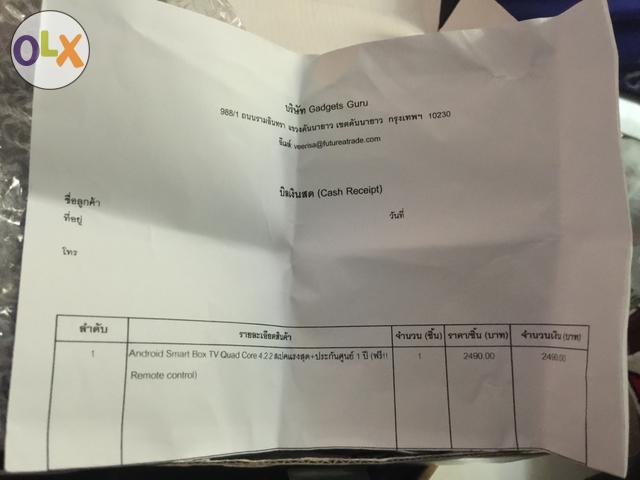 OLX
บริษัท Gadgets Guru
988/1 ถนนรามอินทรา แขวงคันนายาว เขตคันนายาว กรุงเทพฯ 10230
อีเมล์ veerisa@futureatrade.com
บิลเงินสด (Cash Receipt)
ชื่อลูกค้า
ที่อยู่ วันที่
โทร
ลำดับ รายละเอียดสินค้า จำนวน (ชิ้น) ราคา/ชิ้น (บาท) จำนวนเงิน (บาท)
1 Android Smart Box TV Quad Core 4.2.2 สเปคแรงสุด+ประกันศูนย์ 1 ปี (ฟรี!! 1 2490.00 2490.00
Remote control)